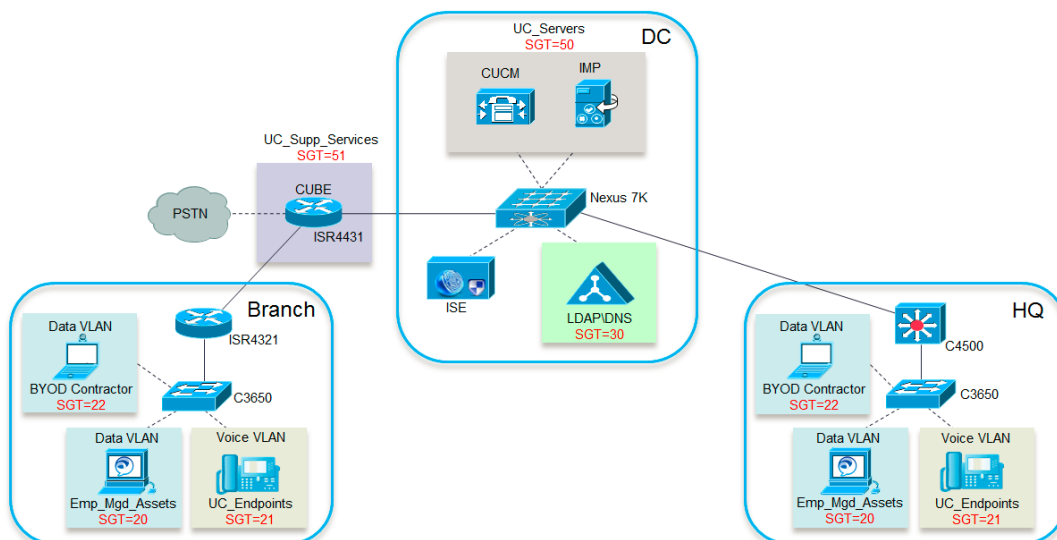 UC_Servers
SGT=50
DC
CUCM
IMP
UC_Supp_Services
SGT=51
CUBE
Nexus 7K
PSTN
ISR4431
ISE
LDAP\DNS
SGT=30
Branch
Data VLAN
ISR4321
BYOD Contractor
SGT=22
C3650
Data VLAN
Voice VLAN
Emp_Mgd_Assets
SGT=20
UC_Endpoints
SGT=21
HQ
Data VLAN
C4500
BYOD Contractor
SGT=22
C3650
Data VLAN
Voice VLAN
Emp_Mgd_Assets
SGT=20
UC_Endpoints
SGT=21